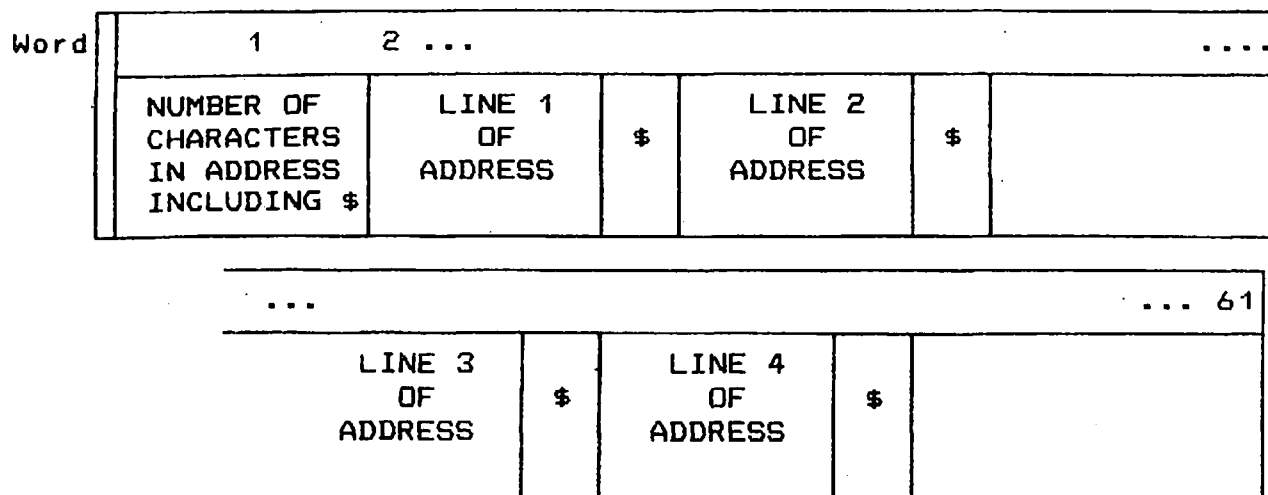 Word 1 2 ... ....
NUMBER OF LINE 1 LINE 2
CHARACTERS OF $ OF $
IN ADDRESS ADDRESS ADDRESS
INCLUDING $
... ... 61
LINE 3 LINE 4
OF $ OF $
ADDRESS ADDRESS